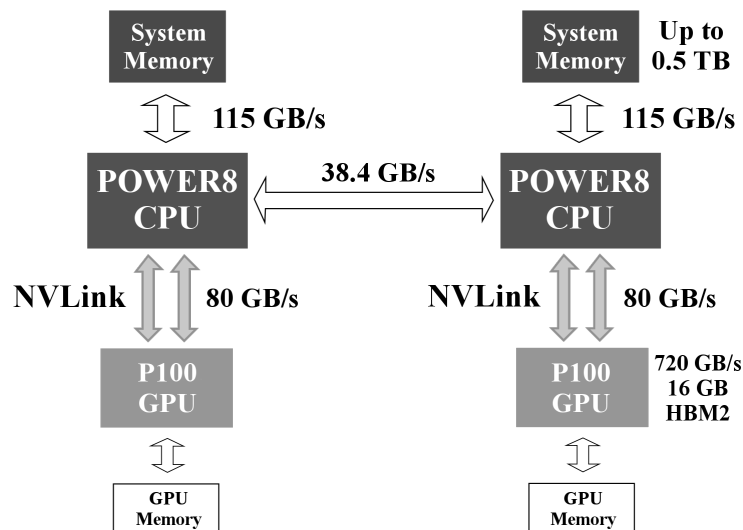 System
Memory
System
Memory
Up to
0.5 TB
115 GB/s
115 GB/s
POWER8
CPU
38.4 GB/s
POWER8
CPU
NVLink
80 GB/s
NVLink
80 GB/s
P100
GPU
P100
GPU
720 GB/s
16 GB
HBM2
GPU
Memory
GPU
Memory